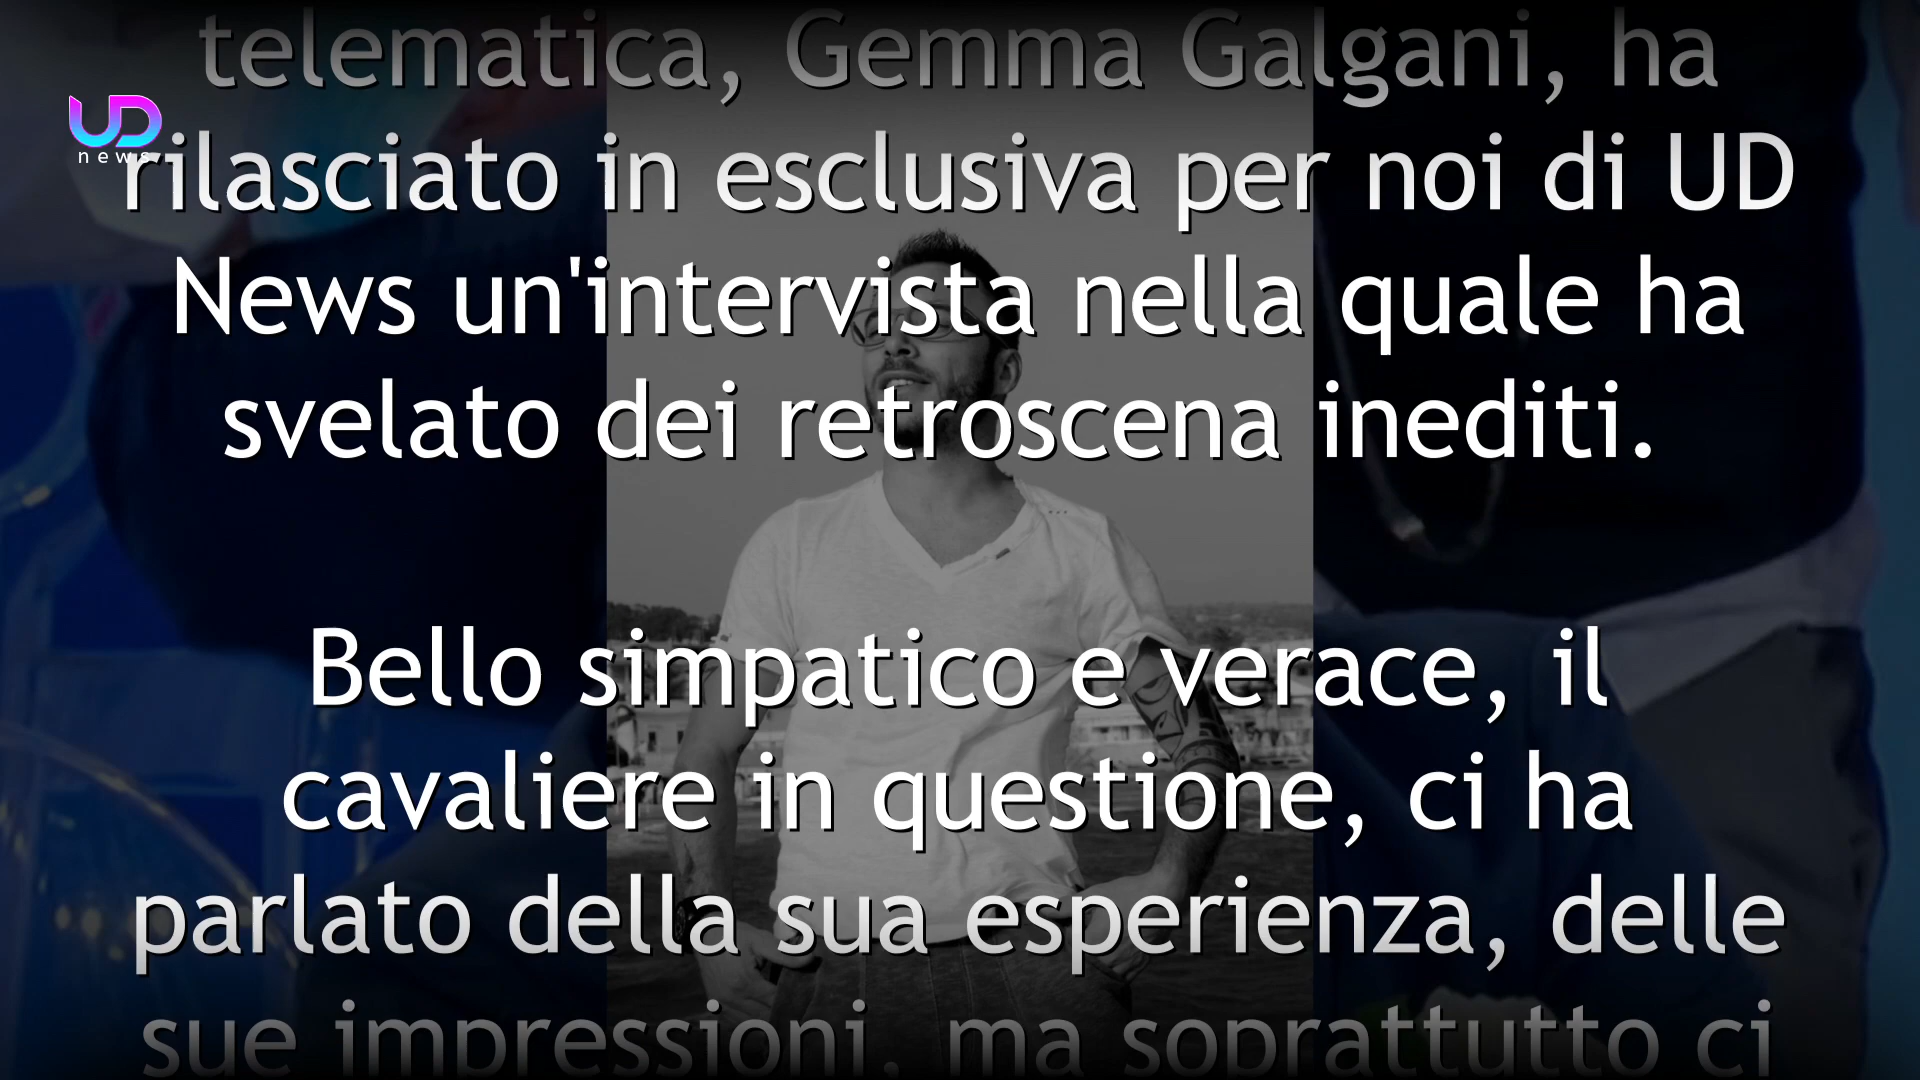 telematica, Gemma Galgani, ha
UD
news
rilasciato in esclusiva per noi di UD
News un'intervista nella quale ha
svelato dei retroscena inediti.
Bello simpatico e verace, il
cavaliere in questione, ci ha
parlato della sua esperienza, delle
sue impressioni, ma soprattutto ci